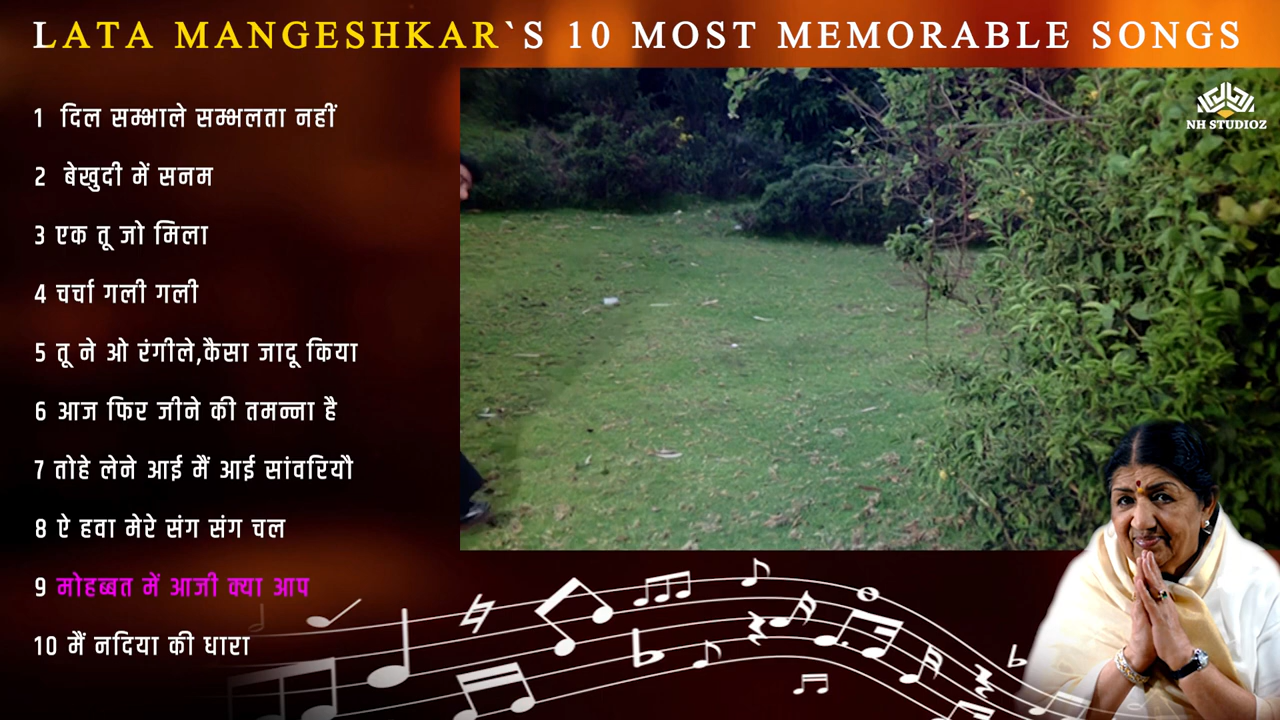 LATA MANGESHKAR`S 10 MOST MEMORABLE SONGS
NH STUDIOZ
1 दिल सम्भाले सम्भलता नहीं
2 बेखुदी में सनम
3 एक तू जो मिला
4 चर्चा गली गली
5 तू ने ओ रंगीले,कैसा जादू किया
6 आज फिर जीने की तमन्ना है
7 तोहे लेने आई मैं आई सांवरियौ
8 ऐ हवा मेरे संग संग चल
9 मोहब्बत में आजी क्या आप
10 मैं नदिया की धारा